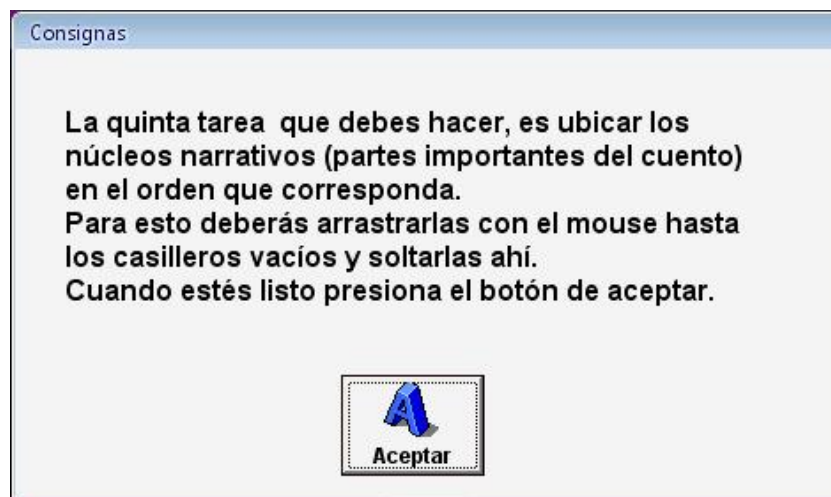 Consignas
La quinta tarea que debes hacer, es ubicar los
núcleos narrativos (partes importantes del cuento)
en el orden que corresponda.
Para esto deberás arrastrarlas con el mouse hasta
los casilleros vacíos y soltarlas ahí.
Cuando estés listo presiona el botón de aceptar.
Aceptar